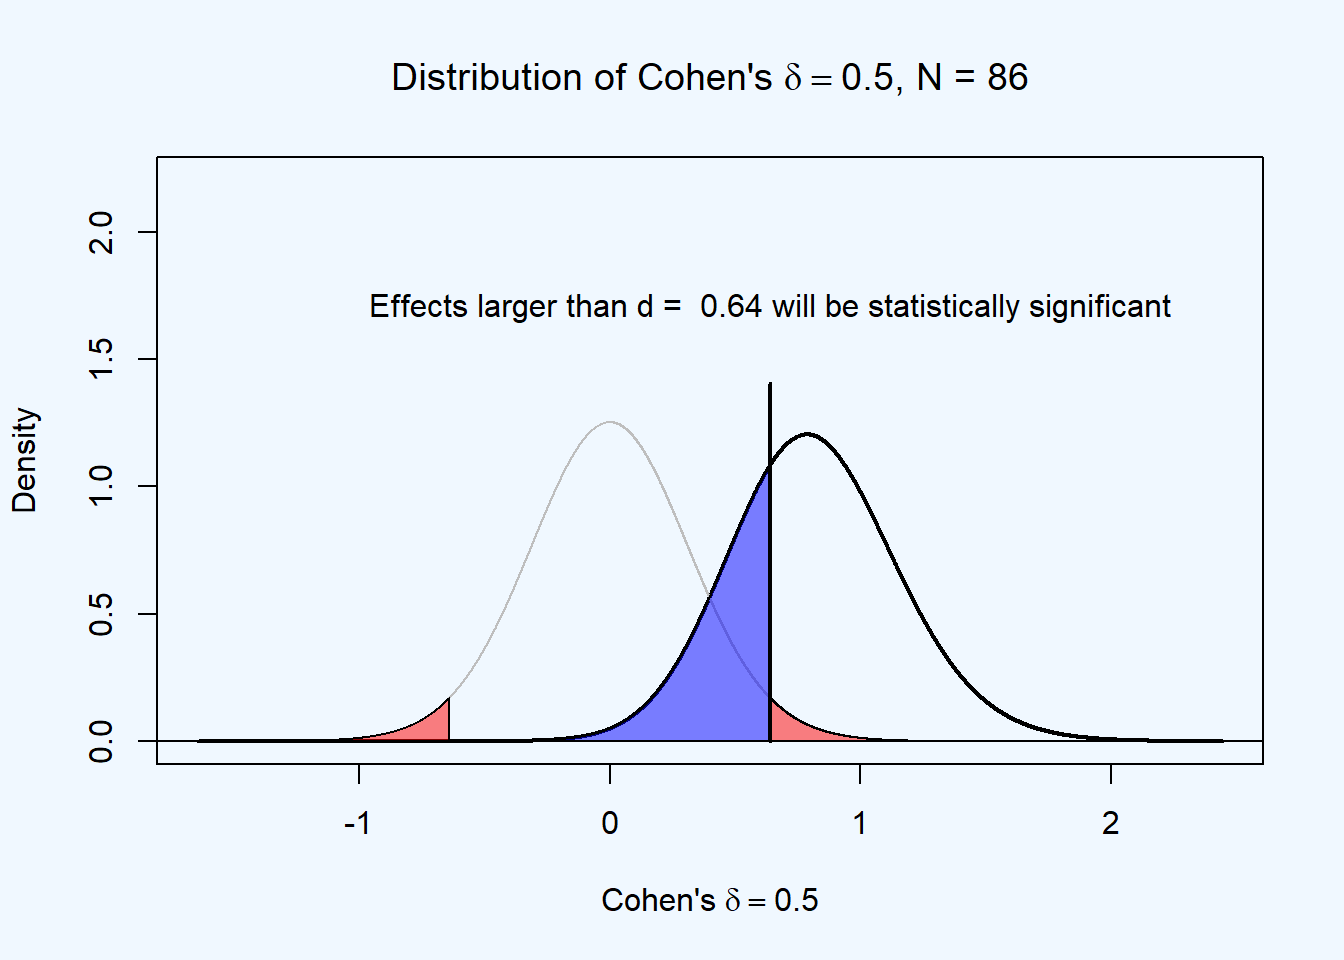 Distribution of Cohen's δ = 0.5, N = 86
Effects larger than d =  0.64 will be statistically significant
Density
2.0
1.5
1.0
0.5
0.0
-1
0
1
2
Cohen's δ = 0.5